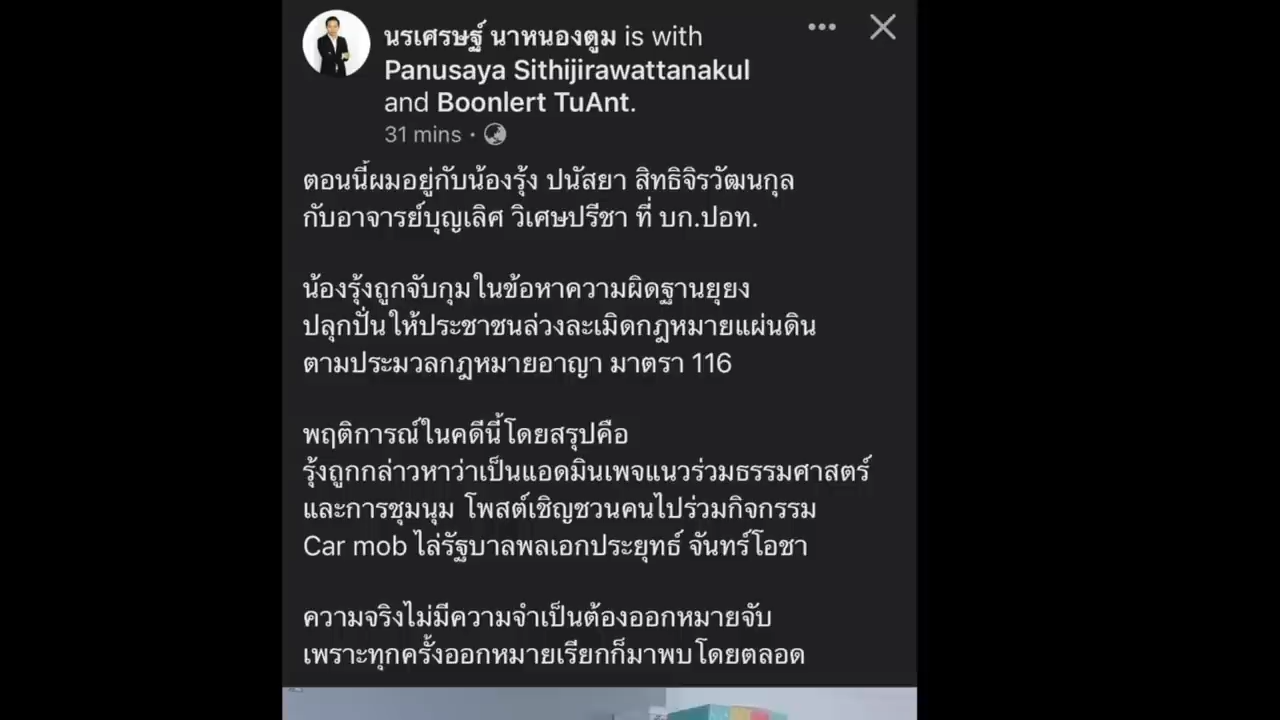 นรเศรษฐ์ นาหนองตูม is with
Panusaya Sithijirawattanakul
and Boonlert TuAnt.
31 mins ·
ตอนนี้ผมอยู่กับน้องรุ้ง ปนัสยา สิทธิจิรวัฒนกุล
กับอาจารย์บุญเลิศ วิเศษปรีชา ที่ บก.ปอท.
น้องรุ้งถูกจับกุมในข้อหาความผิดฐานยุยง
ปลุกปั่นให้ประชาชนล่วงละเมิดกฎหมายแผ่นดิน
ตามประมวลกฎหมายอาญา มาตรา 116
พฤติการณ์ในคดีนี้โดยสรุปคือ
รุ้งถูกกล่าวหาว่าเป็นแอดมินเพจแนวร่วมธรรมศาสตร์
และการชุมนุม โพสต์เชิญชวนคนไปร่วมกิจกรรม
Car mob ไล่รัฐบาลพลเอกประยุทธ์ จันทร์โอชา
ความจริงไม่มีความจำเป็นต้องออกหมายจับ
เพราะทุกครั้งออกหมายเรียกก็มาพบโดยตลอด